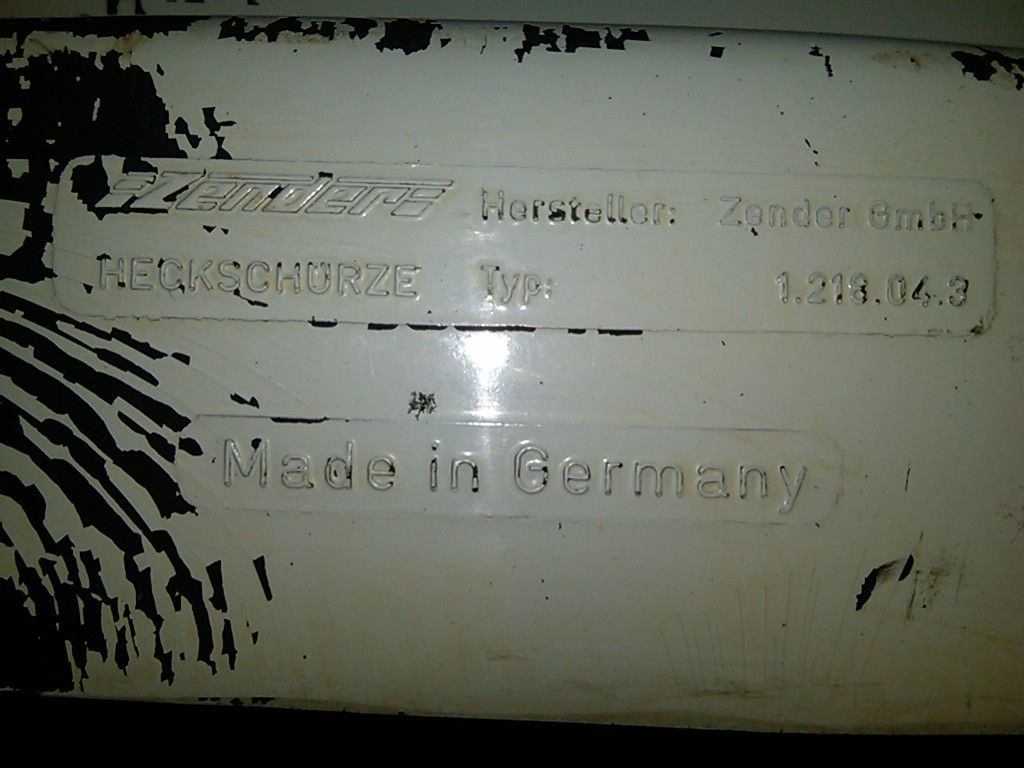 Zender Hersteller: Zender GmbH
HECKSCHÜRZE Typ: 1.218.04.3
Made in Germany